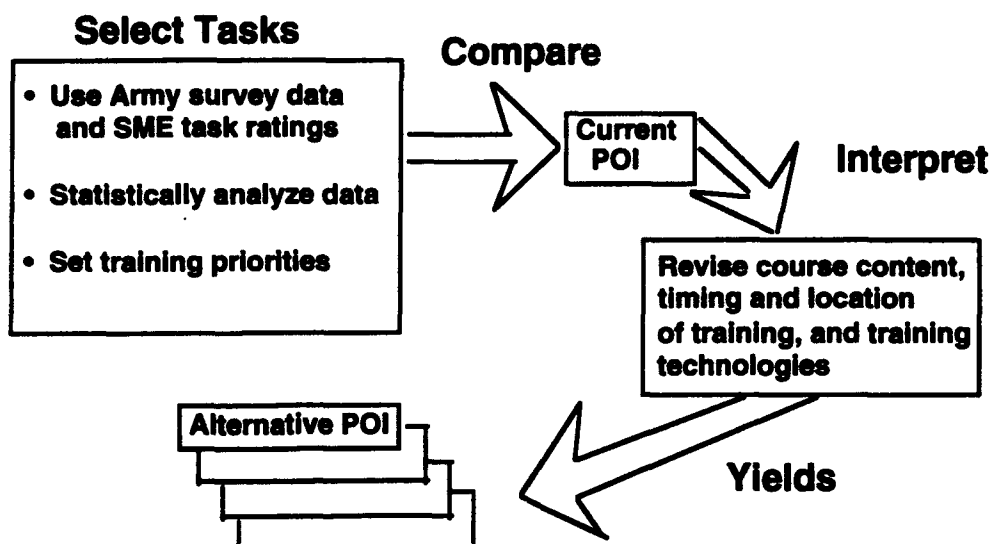 Select Tasks
• Use Army survey data
and SME task ratings
• Statistically analyze data
• Set training priorities
Compare
Current
POI
Interpret
Revise course content,
timing and location
of training, and training
technologies
Yields
Alternative POI